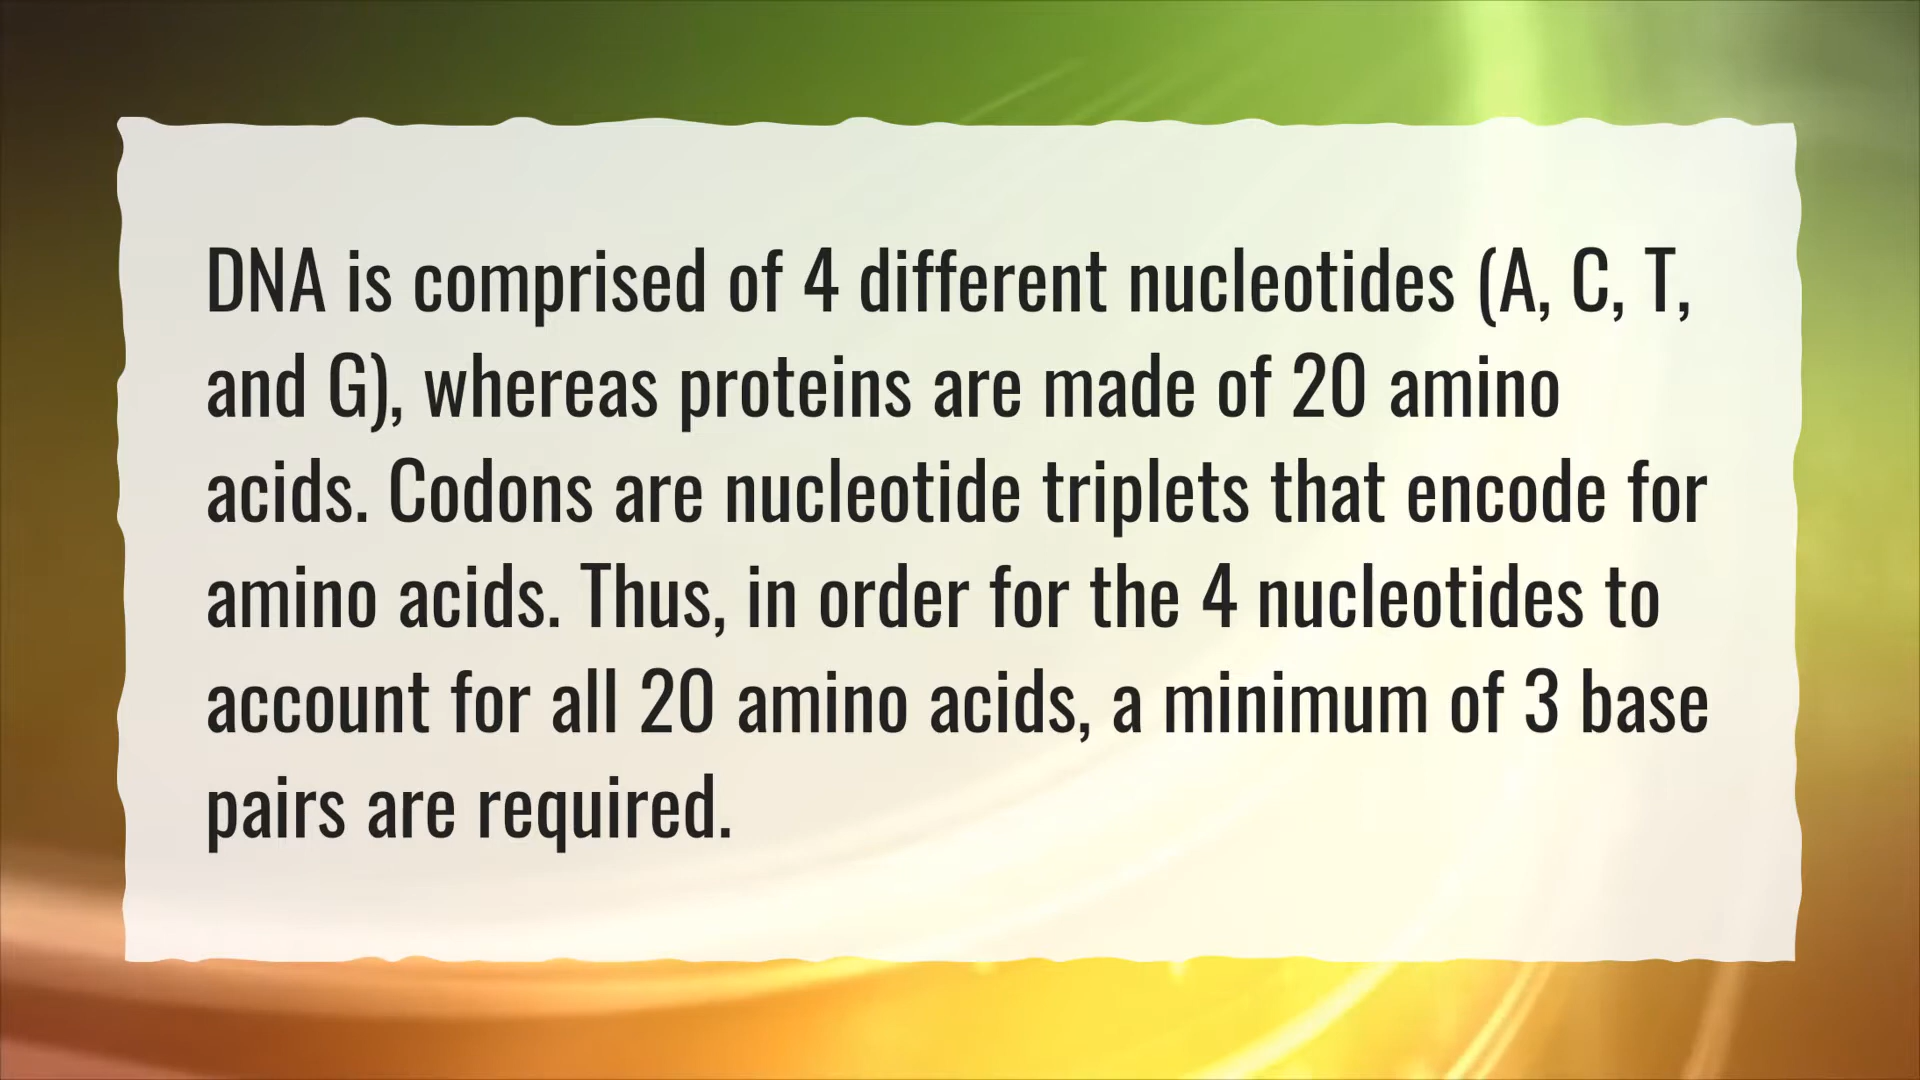 DNA is comprised of 4 different nucleotides (A, C, T,
and G), whereas proteins are made of 20 amino
acids. Codons are nucleotide triplets that encode for
amino acids. Thus, in order for the 4 nucleotides to
account for all 20 amino acids, a minimum of 3 base
pairs are required.